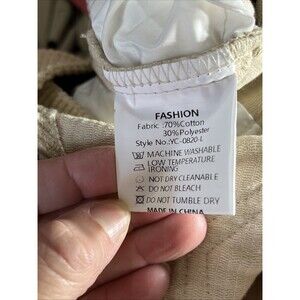 FASHION
Fabric :70%Cotton
30%Polyester
Style No.:YC-0820-L
MACHINE WASHABLE
LOW TEMPERATURE
IRONING
NOT DRY CLEANABLE
DO NOT BLEACH
DO NOT TUMBLE DRY
MADE IN CHINA